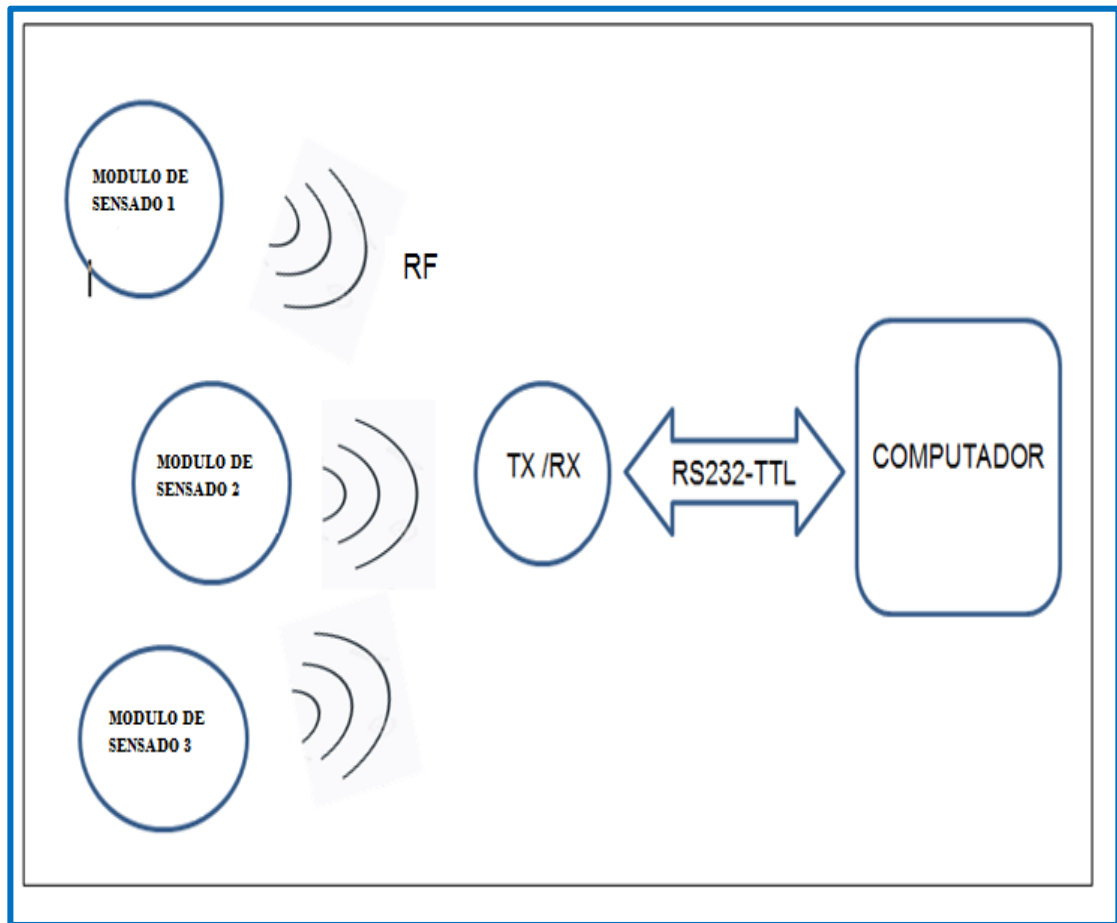 MODULO DE
SENSADO 1
RF
MODULO DE
SENSADO 2
TX /RX
RS232-TTL
COMPUTADOR
MODULO DE
SENSADO 3